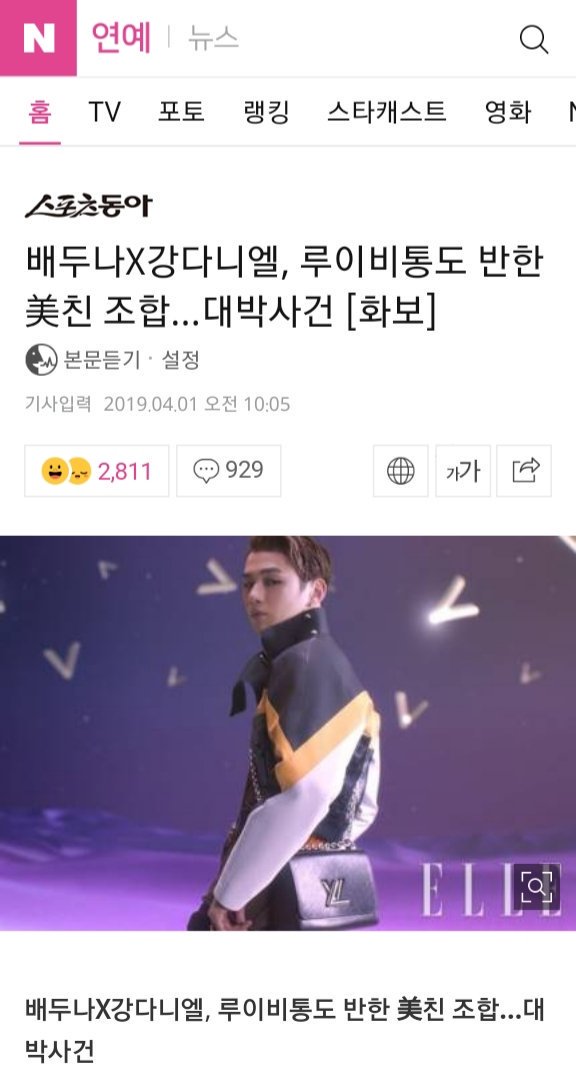 N 연예 뉴스
홈 TV 포토 랭킹 스타캐스트 영화 N
스포츠동아
배두나X강다니엘, 루이비통도 반한
美친 조합...대박사건 [화보]
본문듣기 · 설정
기사입력 2019.04.01 오전 10:05
2,811 929 가가
LV
ELLE
배두나X강다니엘, 루이비통도 반한 美친 조합...대
박사건